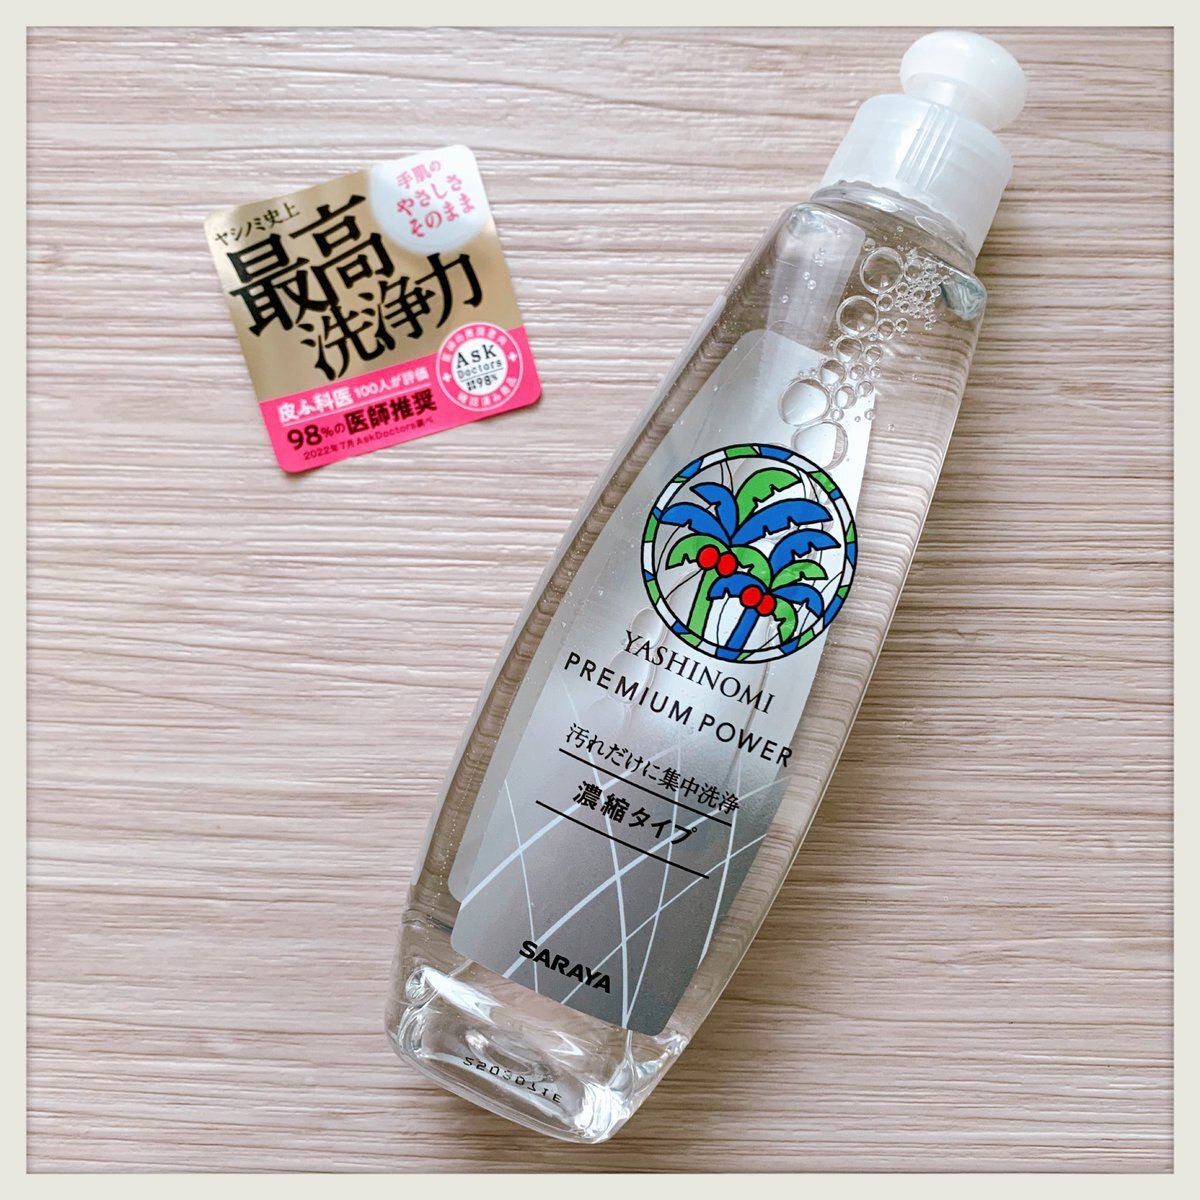 ヤシノミ史上
最高
洗浄力
手肌の
やさしさ
そのまま
皮ふ科医100人が評価
98%の医師推奨
2022年7月AskDoctors調べ
Ask
Doctors
98%
YASHINOMI
PREMIUM POWER
汚れだけに集中洗浄
濃縮タイプ
SARAYA